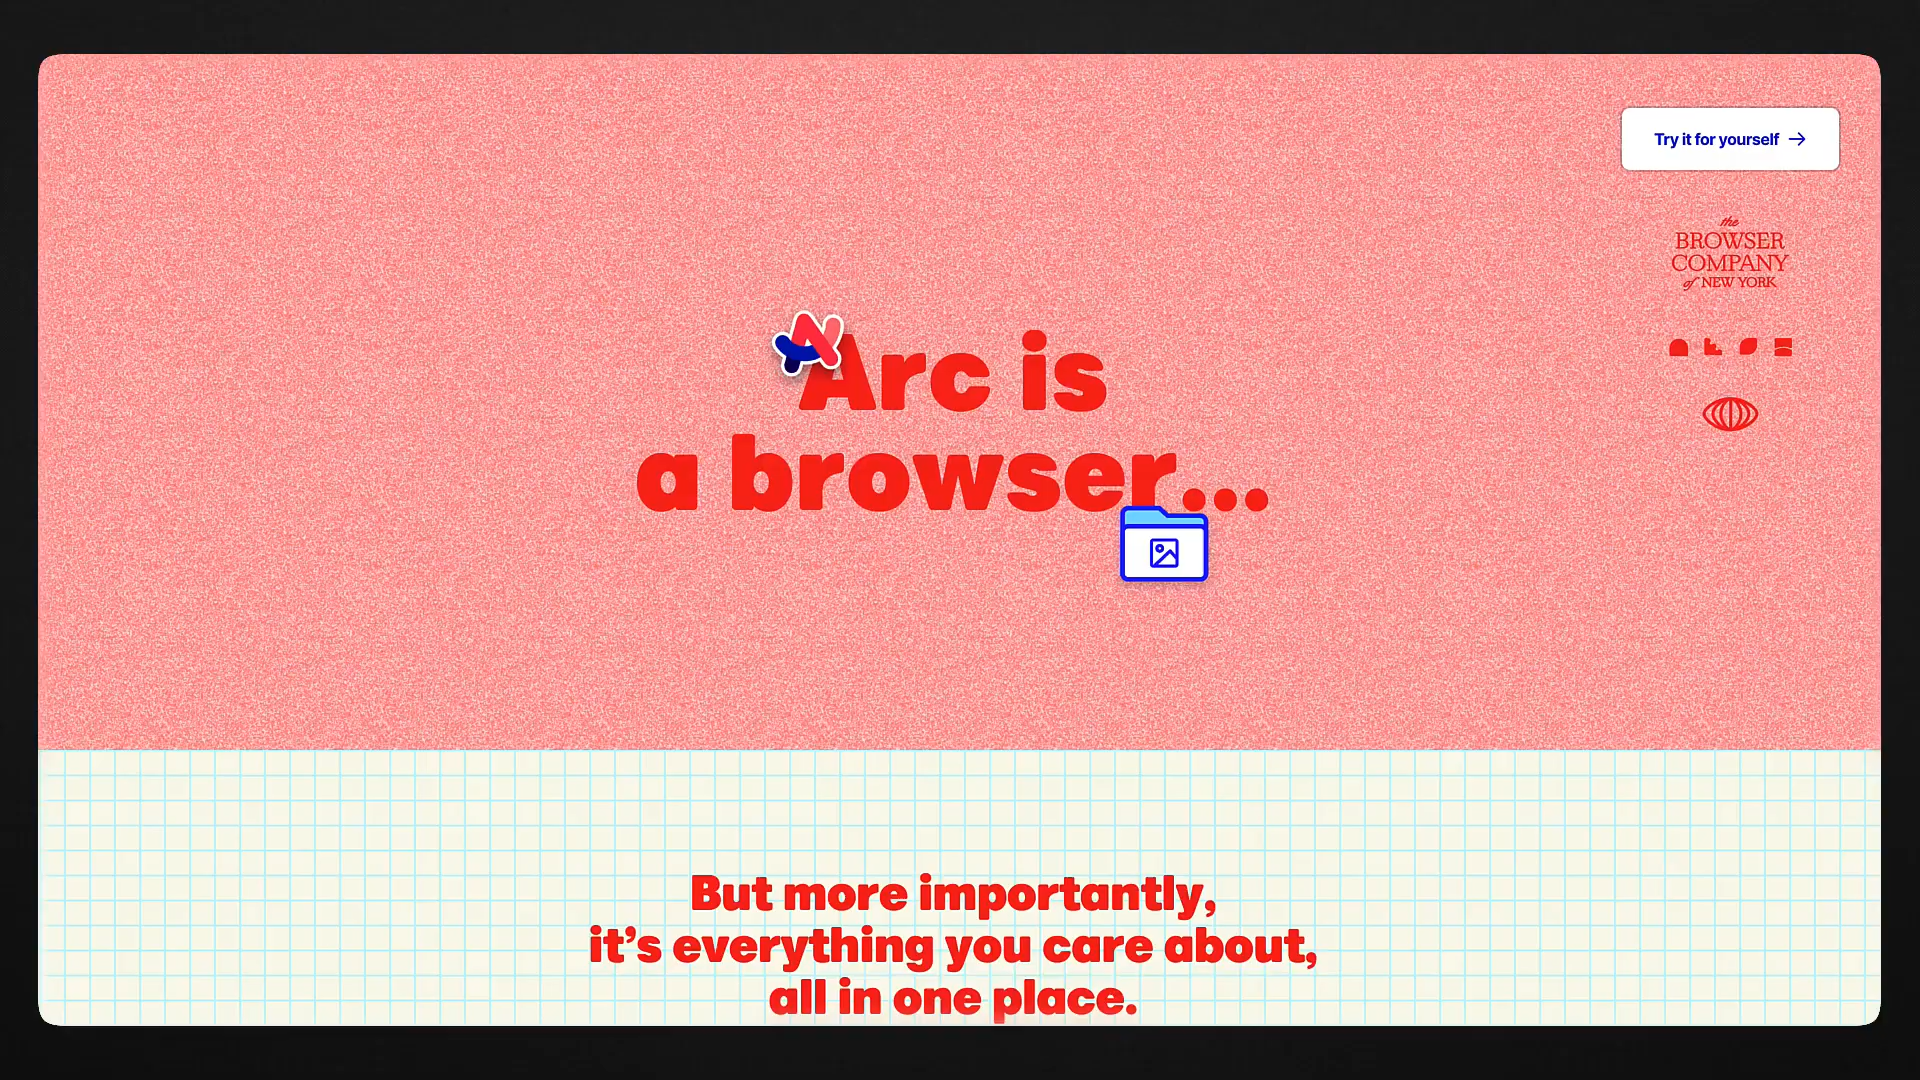 Try it for yourself →
the
BROWSER
COMPANY
of NEW YORK
Arc is
a browser...
But more importantly,
it’s everything you care about,
all in one place.